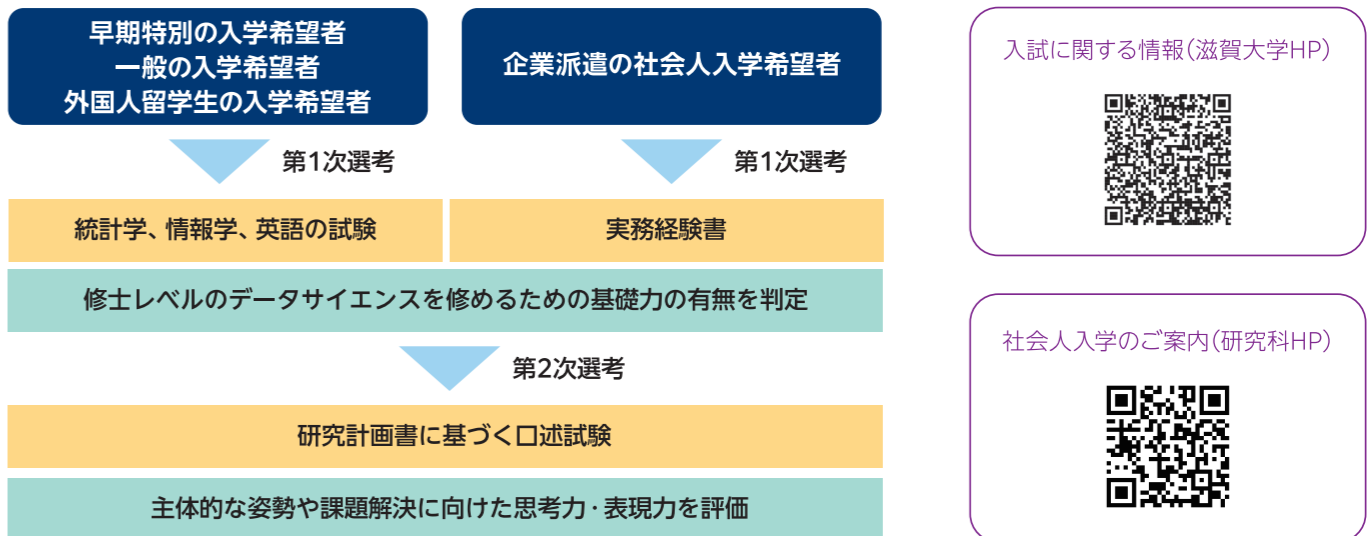 早期特別の入学希望者
一般の入学希望者
外国人留学生の入学希望者
企業派遣の社会人入学希望者
第1次選考
第1次選考
統計学、情報学、英語の試験
実務経験書
修士レベルのデータサイエンスを修めるための基礎力の有無を判定
第2次選考
研究計画書に基づく口述試験
主体的な姿勢や課題解決に向けた思考力・表現力を評価
入試に関する情報(滋賀大学HP)
社会人入学のご案内(研究科HP)